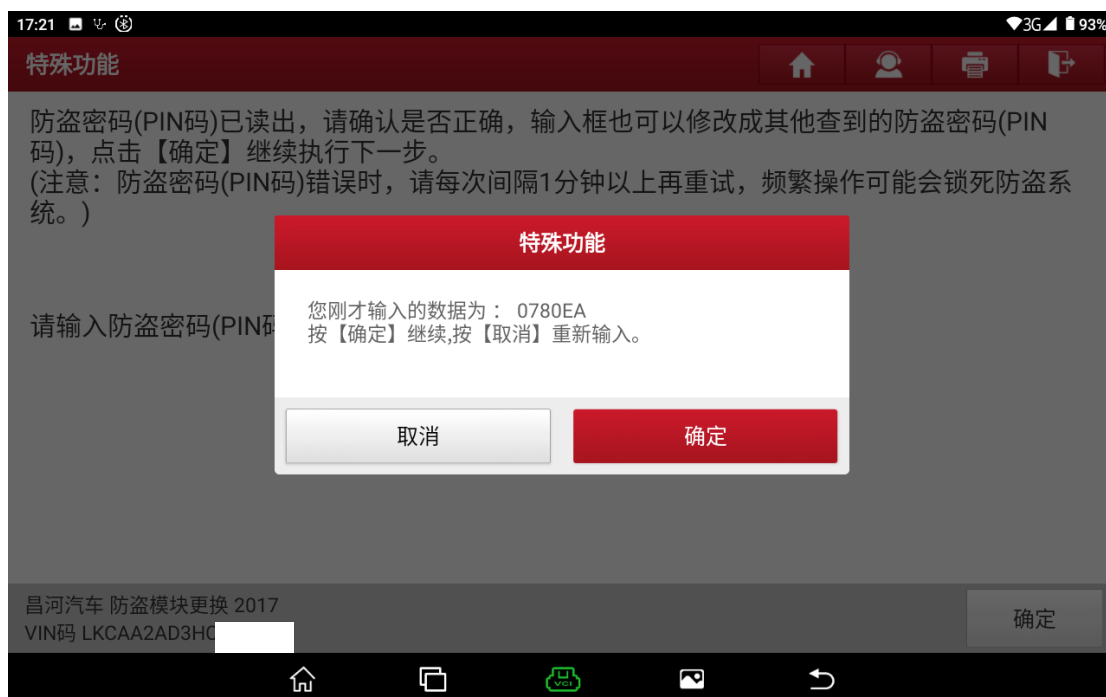 17:21
3G
93%
特殊功能
防盗密码(PIN码)已读出，请确认是否正确，输入框也可以修改成其他查到的防盗密码(PIN
码)，点击【确定】继续执行下一步。
(注意：防盗密码(PIN码)错误时，请每次间隔1分钟以上再重试，频繁操作可能会锁死防盗系
统。)
特殊功能
您刚才输入的数据为： 0780EA
按【确定】继续,按【取消】重新输入。
请输入防盗密码(PIN
取消
确定
昌河汽车 防盗模块更换 2017
VIN码 LKCAA2AD3H
确定
VCI